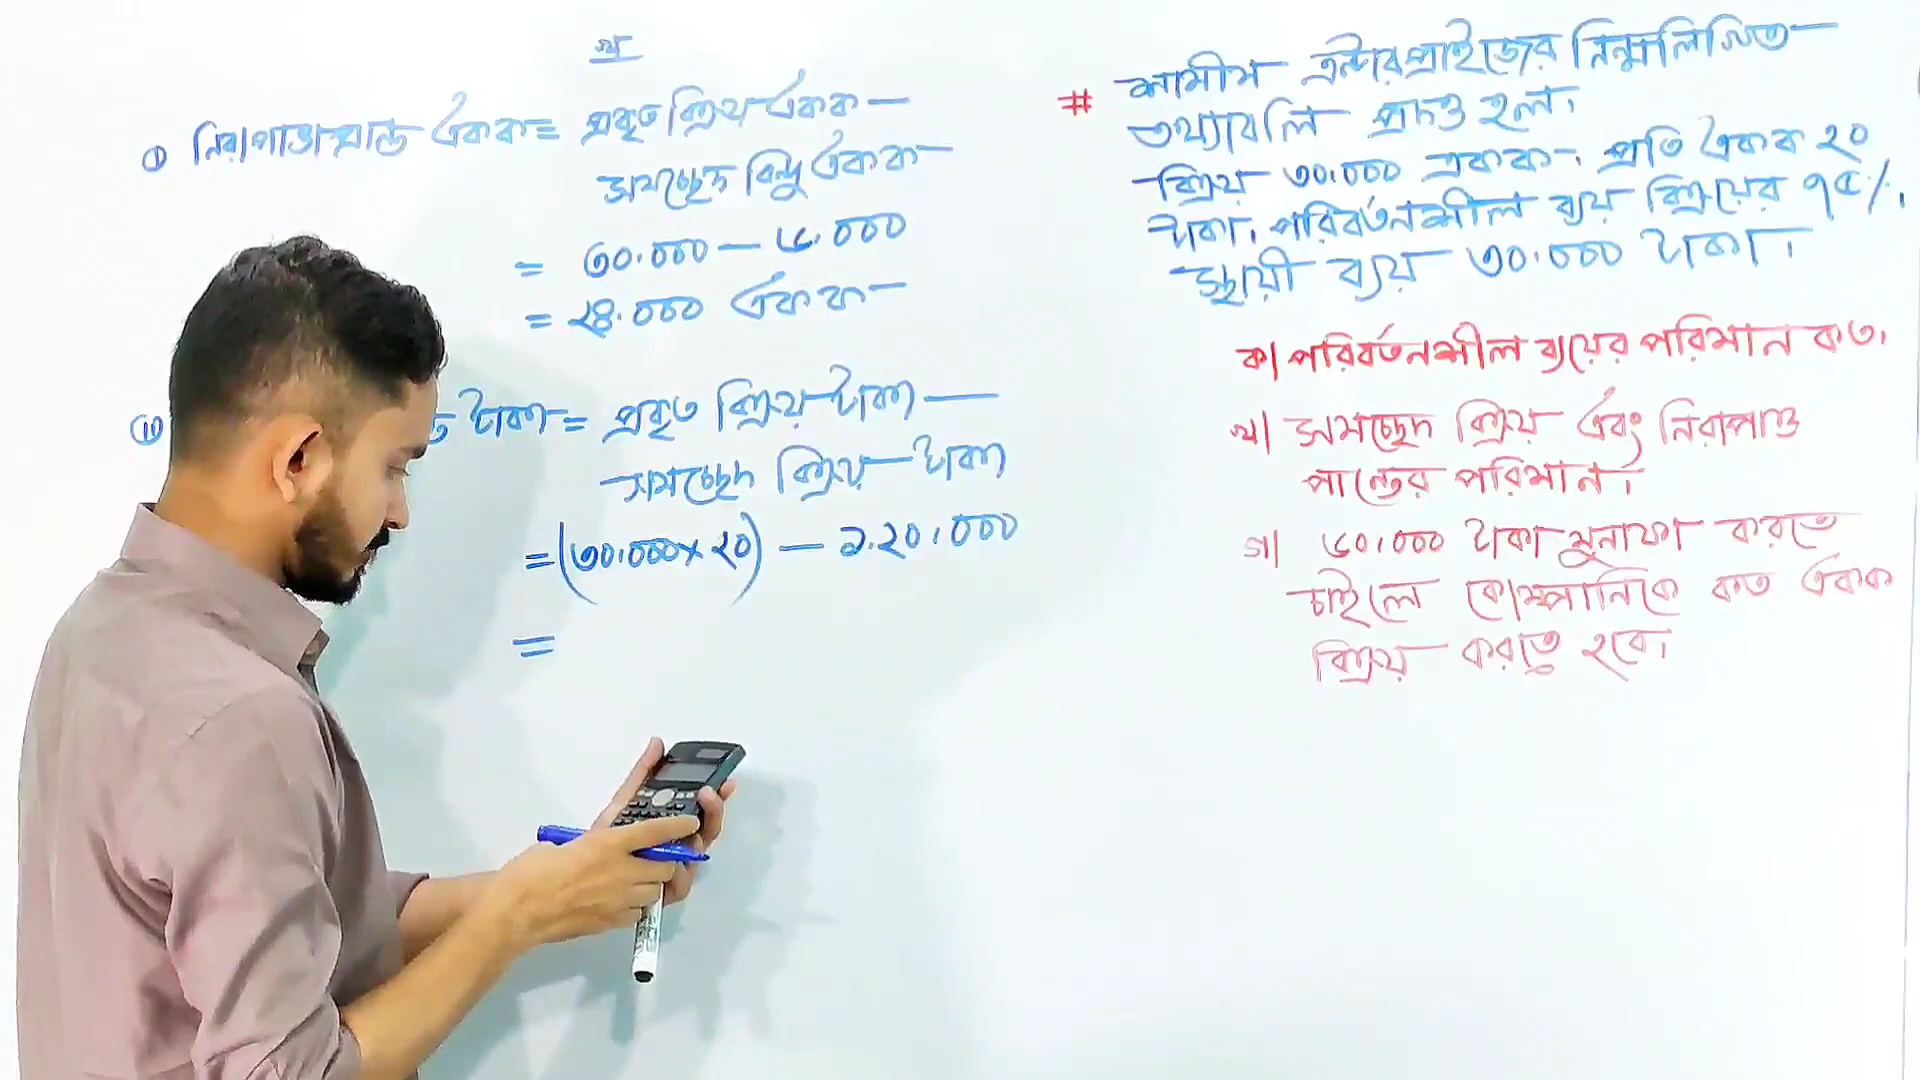 খ
① নিরাপত্তা প্রান্ত একক = প্রকৃত বিক্রয় একক —
সমচ্ছেদ বিন্দু একক
= ৩০,০০০ — ৬,০০০
= ২৪,০০০ একক
ⅱ টাকা = প্রকৃত বিক্রয় টাকা —
সমচ্ছেদ বিক্রয় টাকা
= (৩০,০০০ × ২০) — ১,২০,০০০
=
# শামীম এন্টারপ্রাইজের নিম্নলিখিত
তথ্যাবলি প্রদত্ত হল।
বিক্রয় ৩০,০০০ একক, প্রতি একক ২০
টাকা, পরিবর্তনশীল ব্যয় বিক্রয়ের ৭৫%,
স্থায়ী ব্যয় ৩০,০০০ টাকা।
ক। পরিবর্তনশীল ব্যয়ের পরিমান কত,
খ। সমচ্ছেদ বিক্রয় এবং নিরাপত্তা
প্রান্তের পরিমান।
গ। ৬০,০০০ টাকা মুনাফা করতে
চাইলে কোম্পানিকে কত একক
বিক্রয় করতে হবে।